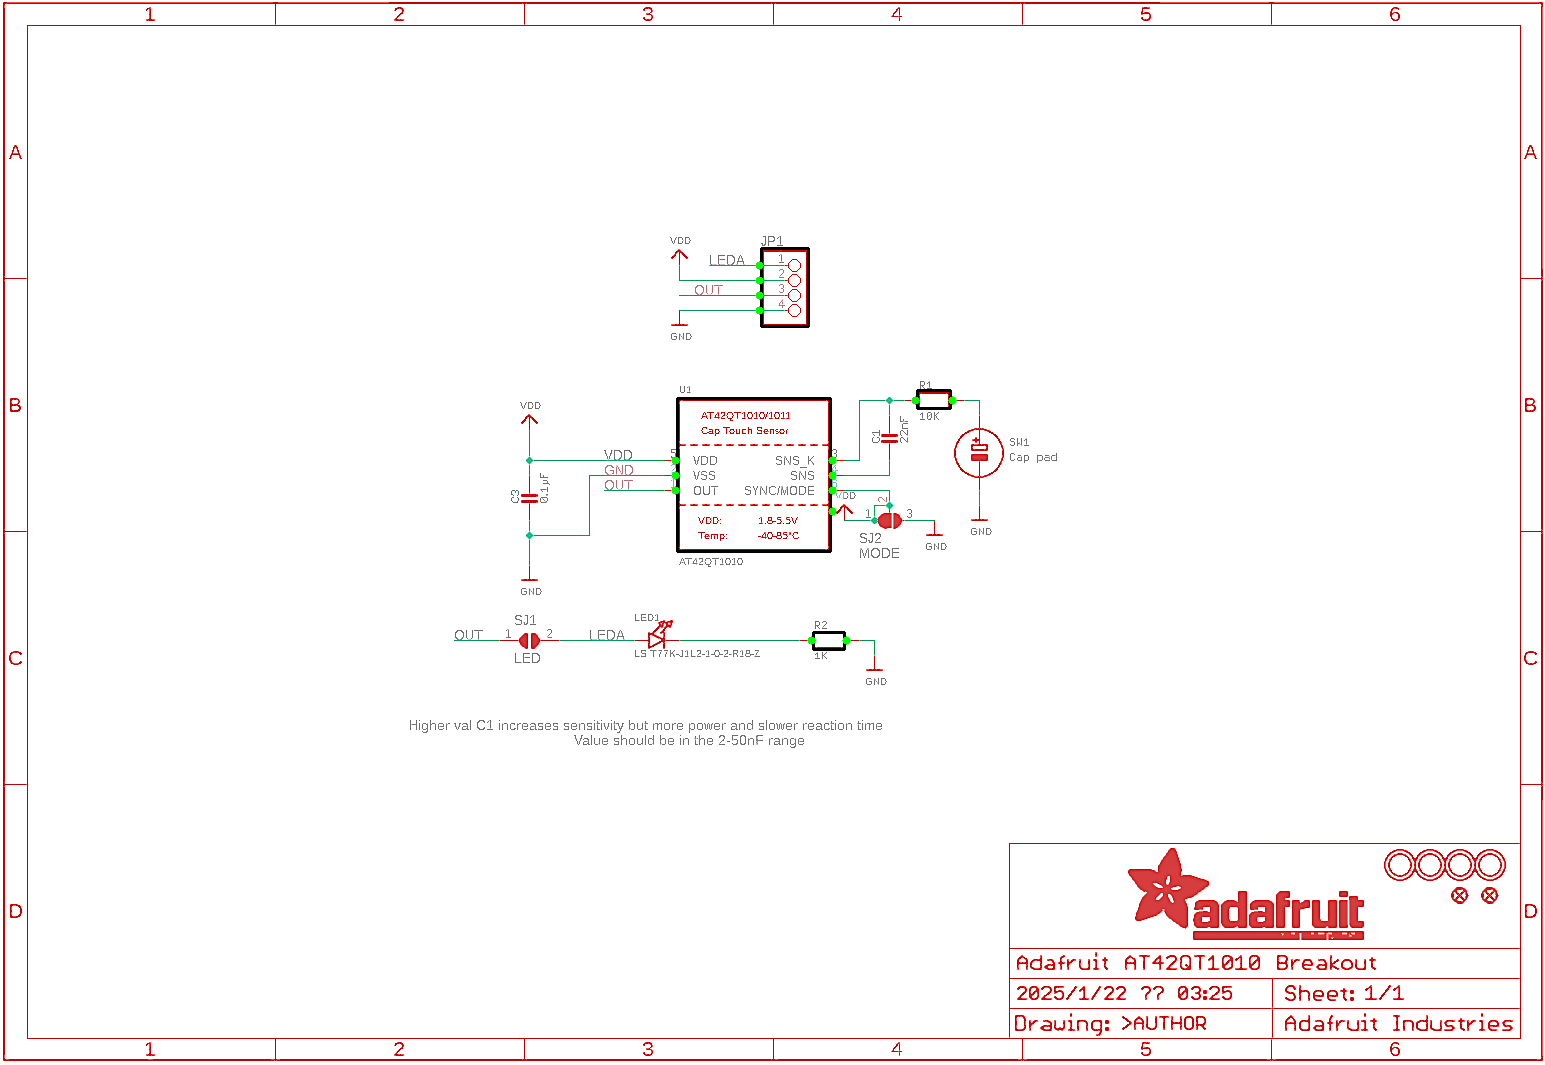 1 2 3 4 5 6
A A
VDD
JP1
LEDA 1
2
OUT 3
4
GND
B B
U1
AT42QT1010/1011
Cap Touch Sensor
VDD
VDD
GND
OUT
5
VDD
VSS
OUT
SNS_K
SNS
SYNC/MODE
3
VDD: 1.8-5.5V
Temp: -40-85°C
AT42QT1010
C3
0.1µF
GND
R1
10K
C1
22nF
SW1
Cap pad
GND
VDD
1 2 3
SJ2
MODE
GND
C C
OUT 1 SJ1 2
LED
LEDA
LED1
LS T77K-J1L2-1-0-2-R18-Z
R2
1K
GND
Higher val C1 increases sensitivity but more power and slower reaction time
Value should be in the 2-50nF range
D D
adafruit
Adafruit AT42QT1010 Breakout
2025/1/22 ?? 03:25 Sheet: 1/1
Drawing: >AUTHOR Adafruit Industries
1 2 3 4 5 6